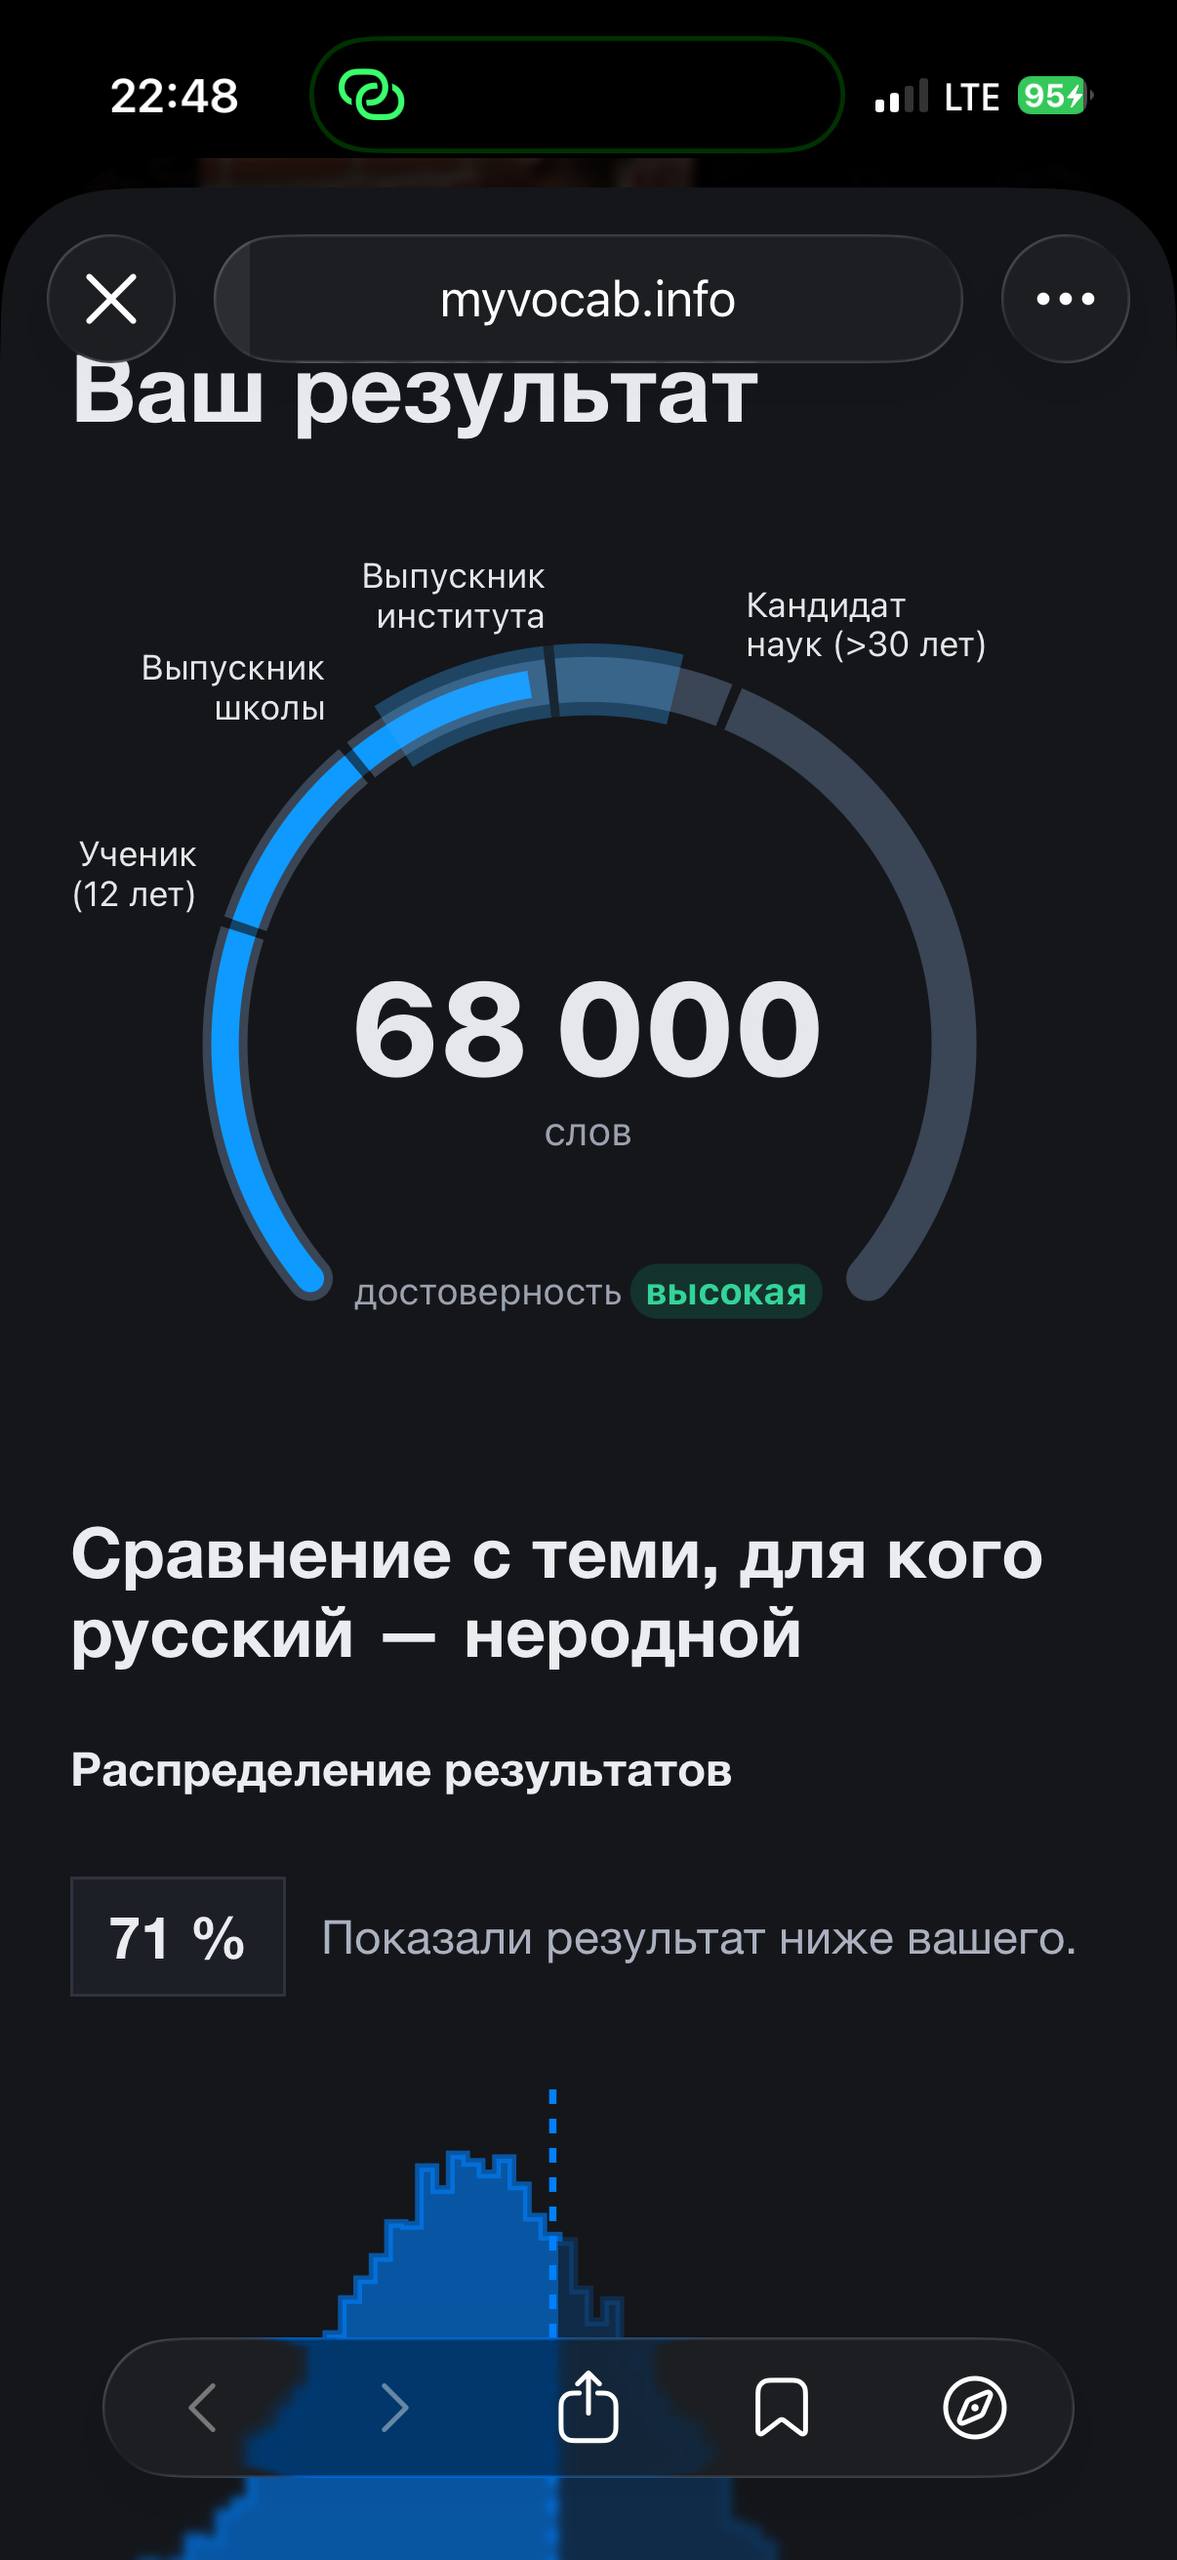 22:48
LTE
95
myvocab.info
Ваш результат
Выпускник
института
Кандидат
наук (>30 лет)
Выпускник
школы
Ученик
(12 лет)
68 000
слов
достоверность высокая
Сравнение с теми, для кого
русский — неродной
Распределение результатов
71 %
Показали результат ниже вашего.